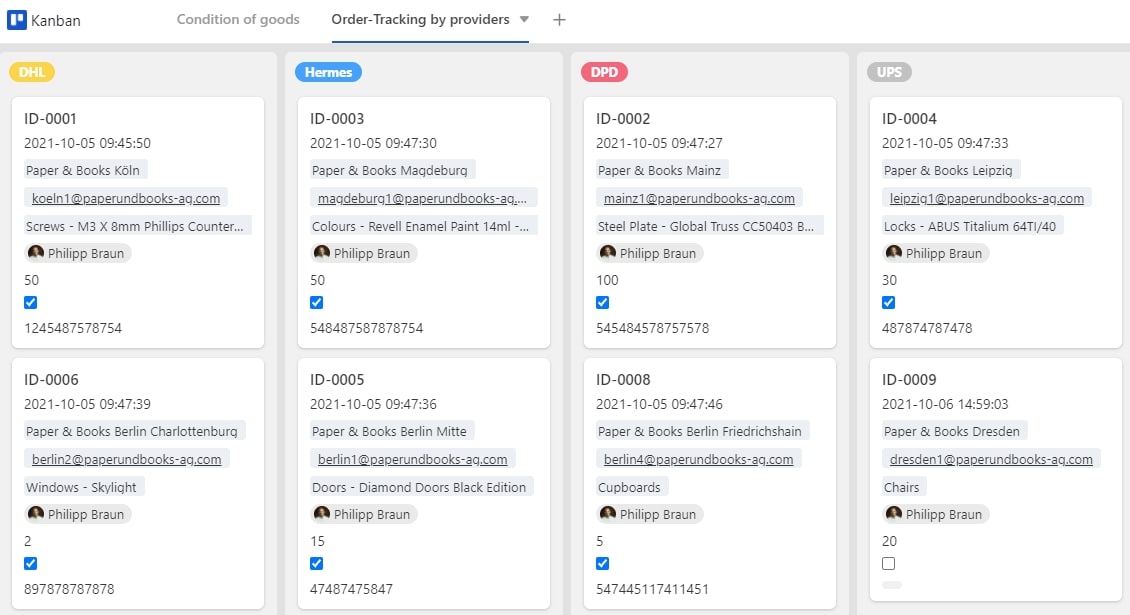 Kanban
Condition of goods
Order-Tracking by providers
DHL
ID-0001
2021-10-05 09:45:50
Paper & Books Köln
koeln1@paperundbooks-ag.com
Screws - M3 X 8mm Phillips Counter...
Philipp Braun
50
1245487578754
ID-0006
2021-10-05 09:47:39
Paper & Books Berlin Charlottenburg
berlin2@paperundbooks-ag.com
Windows - Skylight
Philipp Braun
2
897878787878
Hermes
ID-0003
2021-10-05 09:47:30
Paper & Books Magdeburg
magdeburg1@paperundbooks-ag....
Colours - Revell Enamel Paint 14ml -...
Philipp Braun
50
548487587878754
ID-0005
2021-10-05 09:47:36
Paper & Books Berlin Mitte
berlin1@paperundbooks-ag.com
Doors - Diamond Doors Black Edition
Philipp Braun
15
47487475847
DPD
ID-0002
2021-10-05 09:47:27
Paper & Books Mainz
mainz1@paperundbooks-ag.com
Steel Plate - Global Truss CC50403 B...
Philipp Braun
100
545484578757578
ID-0008
2021-10-05 09:47:46
Paper & Books Berlin Friedrichshain
berlin4@paperundbooks-ag.com
Cupboards
Philipp Braun
5
547445117411451
UPS
ID-0004
2021-10-05 09:47:33
Paper & Books Leipzig
leipzig1@paperundbooks-ag.com
Locks - ABUS Titalium 64TI/40
Philipp Braun
30
487874787478
ID-0009
2021-10-06 14:59:03
Paper & Books Dresden
dresden1@paperundbooks-ag.com
Chairs
Philipp Braun
20